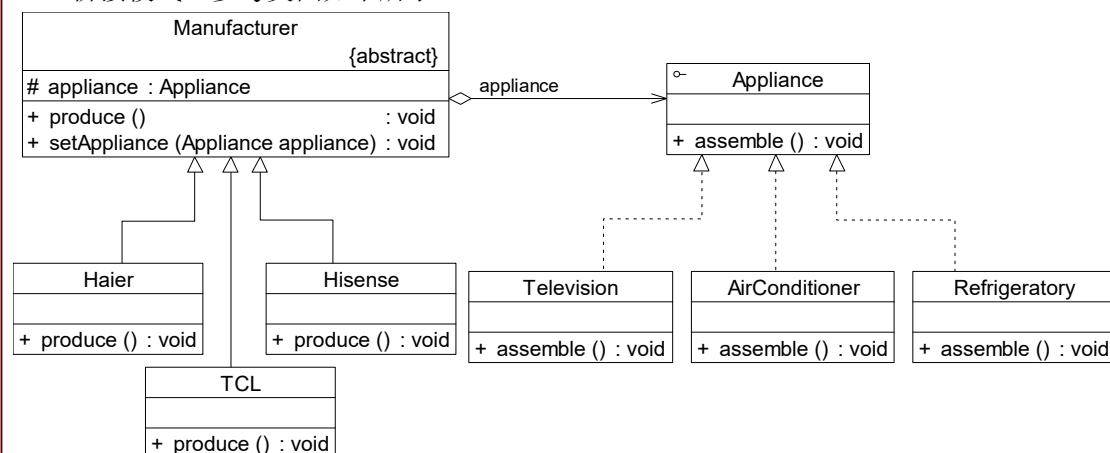 Manufacturer
{abstract}
# appliance : Appliance
+ produce () : void
+ setAppliance (Appliance appliance) : void
appliance
Appliance
+ assemble () : void
Haier
+ produce () : void
Hisense
+ produce () : void
TCL
+ produce () : void
Television
+ assemble () : void
AirConditioner
+ assemble () : void
Refrigeratory
+ assemble () : void